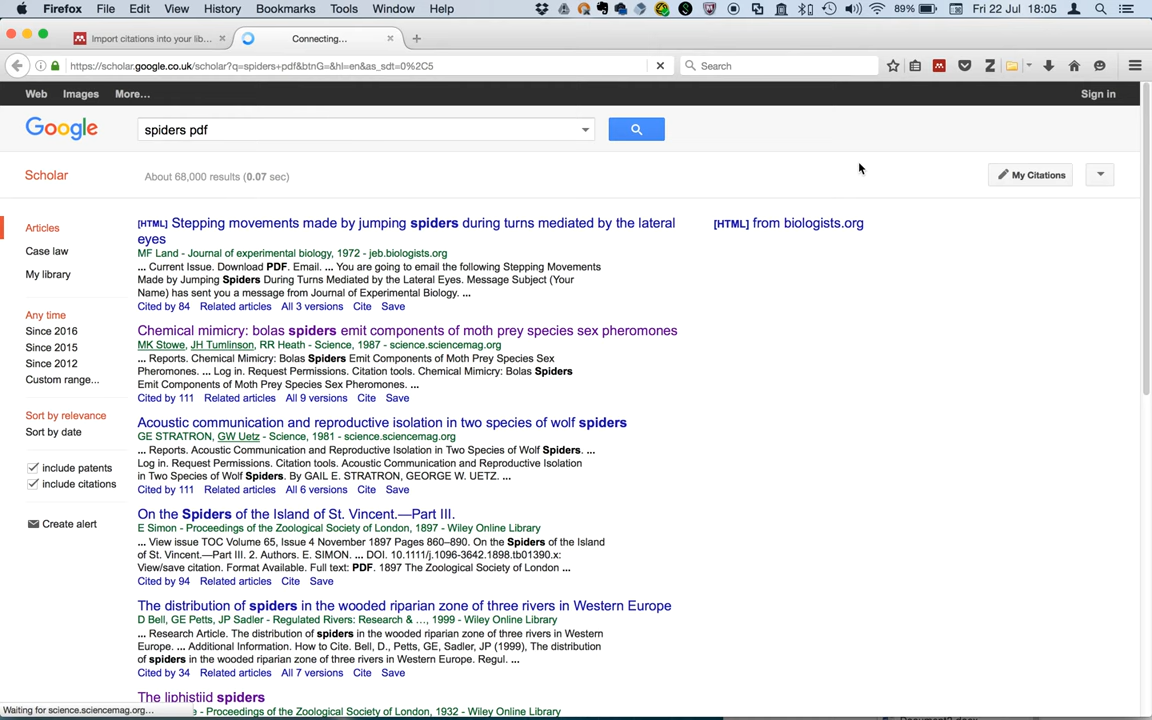 Firefox File Edit View History Bookmarks Tools Window Help 89% Fri 22 Jul 18:05
Import citations into your lib... × Connecting... × +
https://scholar.google.co.uk/scholar?q=spiders+pdf&btnG=&hl=en&as_sdt=0%2C5 Search
Web Images More... Sign in
Google spiders pdf
Scholar About 68,000 results (0.07 sec) My Citations
Articles
Case law
My library
Any time
Since 2016
Since 2015
Since 2012
Custom range...
Sort by relevance
Sort by date
include patents
include citations
Create alert
[HTML] Stepping movements made by jumping spiders during turns mediated by the lateral
eyes
[HTML] from biologists.org
MF Land - Journal of experimental biology, 1972 - jeb.biologists.org
... Current Issue. Download PDF. Email. ... You are going to email the following Stepping Movements
Made by Jumping Spiders During Turns Mediated by the Lateral Eyes. Message Subject (Your
Name) has sent you a message from Journal of Experimental Biology. ...
Cited by 84 Related articles All 3 versions Cite Save
Chemical mimicry: bolas spiders emit components of moth prey species sex pheromones
MK Stowe, JH Tumlinson, RR Heath - Science, 1987 - science.sciencemag.org
... Reports. Chemical Mimicry: Bolas Spiders Emit Components of Moth Prey Species Sex
Pheromones. ... Log in. Request Permissions. Citation tools. Chemical Mimicry: Bolas Spiders
Emit Components of Moth Prey Species Sex Pheromones. ...
Cited by 111 Related articles All 9 versions Cite Save
Acoustic communication and reproductive isolation in two species of wolf spiders
GE STRATRON, GW Uetz - Science, 1981 - science.sciencemag.org
... Reports. Acoustic Communication and Reproductive Isolation in Two Species of Wolf Spiders. ...
Log in. Request Permissions. Citation tools. Acoustic Communication and Reproductive Isolation
in Two Species of Wolf Spiders. By GAIL E. STRATRON, GEORGE W. UETZ. ...
Cited by 111 Related articles All 6 versions Cite Save
On the Spiders of the Island of St. Vincent.—Part III.
E Simon - Proceedings of the Zoological Society of London, 1897 - Wiley Online Library
... View issue TOC Volume 65, Issue 4 November 1897 Pages 860–890. On the Spiders of the Island
of St. Vincent.—Part III. 2. Authors. E. SIMON. ... DOI. 10.1111/j.1096-3642.1898.tb01390.x:
View/save citation. Format Available. Full text: PDF. 1897 The Zoological Society of London ...
Cited by 94 Related articles Cite Save
The distribution of spiders in the wooded riparian zone of three rivers in Western Europe
D Bell, GE Petts, JP Sadler - Regulated Rivers: Research & ..., 1999 - Wiley Online Library
... Research Article. The distribution of spiders in the wooded riparian zone of three rivers in Western
Europe. ... Additional Information. How to Cite. Bell, D., Petts, GE, Sadler, JP (1999), The distribution
of spiders in the wooded riparian zone of three rivers in Western Europe. Regul. ...
Cited by 34 Related articles All 7 versions Cite Save
The liphistiid spiders
e - Proceedings of the Zoological Society of London, 1932 - Wiley Online Library
Waiting for science.sciencemag.org...